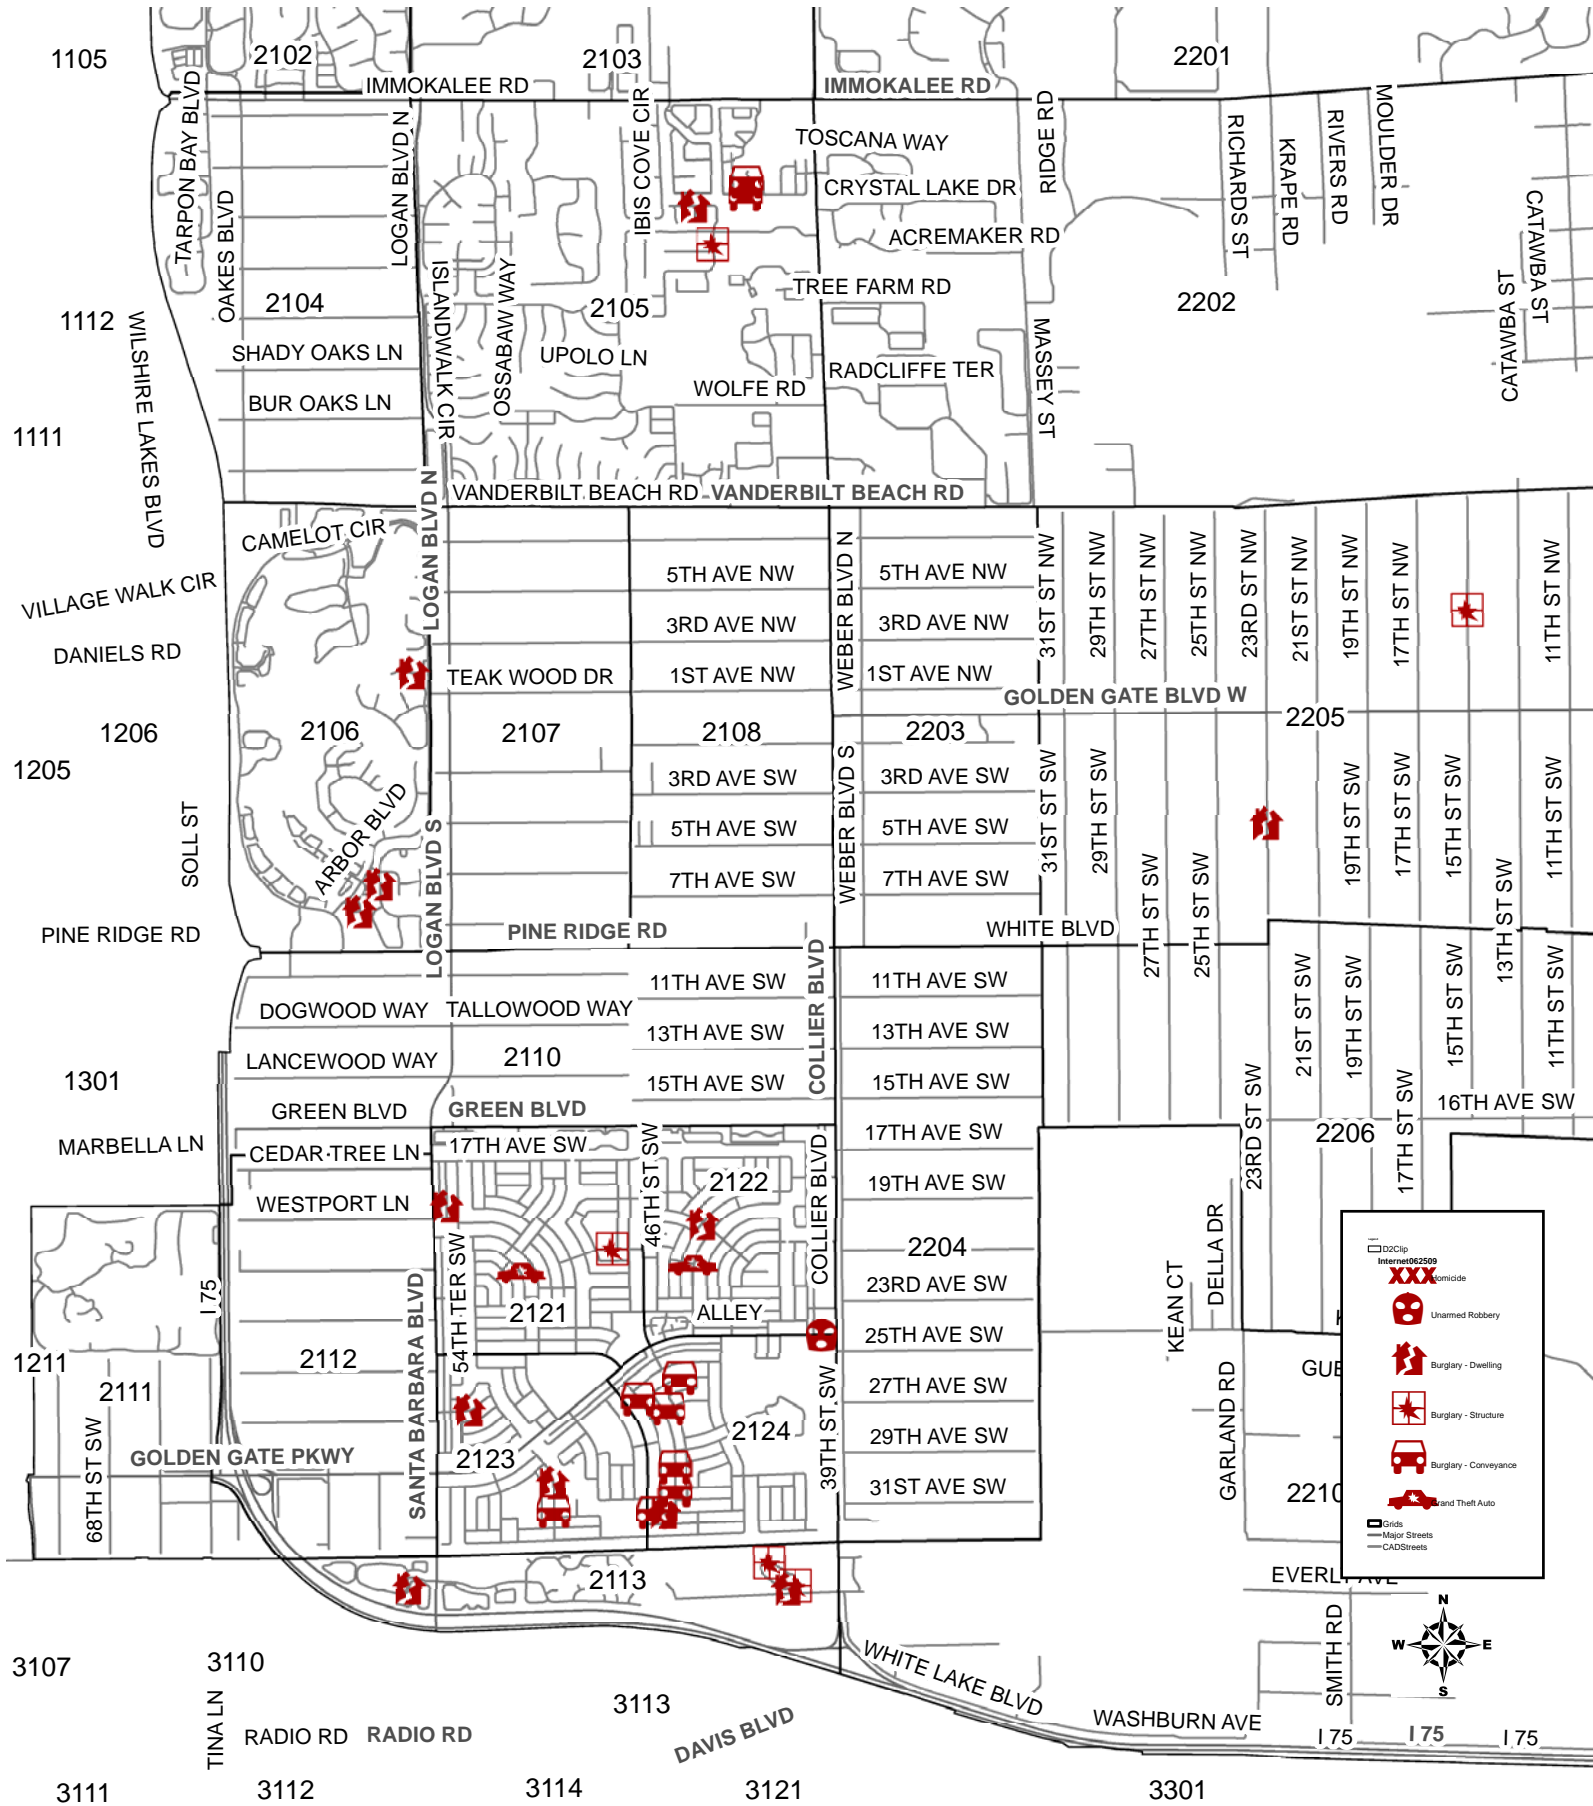 1105
2102
2103
2201
IMMOKALEE RD
IMMOKALEE RD
TARPON BAY BLVD
OAKES BLVD
LOGAN BLVD N
IBIS COVE CIR
TOSCANA WAY
CRYSTAL LAKE DR
ACREMAKER RD
TREE FARM RD
RIDGE RD
RICHARDS ST
KRAPE RD
RIVERS RD
MOULDER DR
CATAWBA ST
CATAWBA ST
1112
2104
2105
2202
WILSHIRE LAKES BLVD
ISLANDWALK CIR
OSSABAW WAY
SHADY OAKS LN
UPOLO LN
BUR OAKS LN
WOLFE RD
RADCLIFFE TER
MASSEY ST
1111
VANDERBILT BEACH RD
VANDERBILT BEACH RD
CAMELOT CIR
LOGAN BLVD N
VILLAGE WALK CIR
DANIELS RD
5TH AVE NW
5TH AVE NW
3RD AVE NW
3RD AVE NW
TEAK WOOD DR
1ST AVE NW
1ST AVE NW
WEBER BLVD N
31ST ST NW
29TH ST NW
27TH ST NW
25TH ST NW
23RD ST NW
21ST ST NW
19TH ST NW
17TH ST NW
11TH ST NW
GOLDEN GATE BLVD W
1206
2106
2107
2108
2203
2205
1205
3RD AVE SW
3RD AVE SW
5TH AVE SW
5TH AVE SW
7TH AVE SW
7TH AVE SW
SOLL ST
ARBOR BLVD
LOGAN BLVD S
WEBER BLVD S
31ST ST SW
29TH ST SW
27TH ST SW
25TH ST SW
19TH ST SW
17TH ST SW
15TH ST SW
13TH ST SW
11TH ST SW
PINE RIDGE RD
PINE RIDGE RD
WHITE BLVD
11TH AVE SW
11TH AVE SW
DOGWOOD WAY
TALLOWOOD WAY
13TH AVE SW
13TH AVE SW
COLLIER BLVD
LANCEWOOD WAY
2110
15TH AVE SW
15TH AVE SW
1301
21ST ST SW
19TH ST SW
15TH ST SW
11TH ST SW
GREEN BLVD
GREEN BLVD
16TH AVE SW
MARBELLA LN
CEDAR TREE LN
17TH AVE SW
46TH ST SW
17TH AVE SW
23RD ST SW
2206
17TH ST SW
WESTPORT LN
2122
COLLIER BLVD
19TH AVE SW
2204
DELLA DR
I 75
SANTA BARBARA BLVD
54TH TER SW
23RD AVE SW
2121
ALLEY
25TH AVE SW
KEAN CT
1211
2112
2111
27TH AVE SW
GUE
68TH ST SW
39TH ST SW
GARLAND RD
2124
29TH AVE SW
GOLDEN GATE PKWY
2123
31ST AVE SW
2210
D2Clip
Internet062509
XXX Homicide
Unarmed Robbery
Burglary - Dwelling
Burglary - Structure
Burglary - Conveyance
Grand Theft Auto
Grids
Major Streets
CADStreets
2113
EVERLY AVE
N
W
E
S
3107
3110
SMITH RD
WHITE LAKE BLVD
3113
TINA LN
RADIO RD
RADIO RD
DAVIS BLVD
WASHBURN AVE
I 75
I 75
I 75
3111
3112
3114
3121
3301